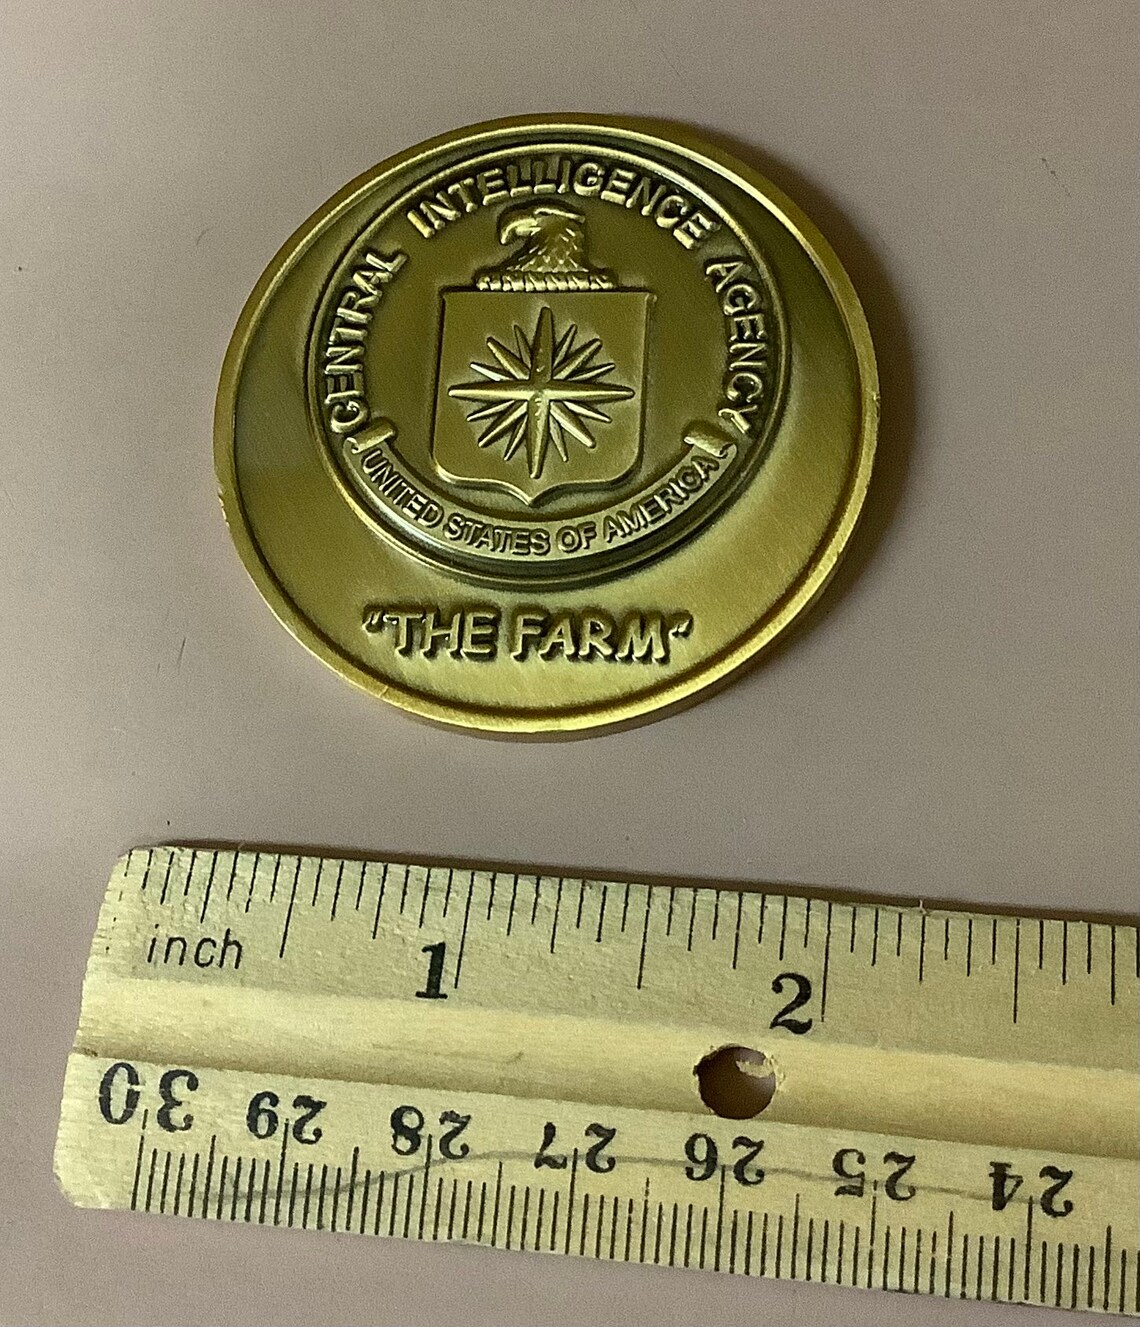 CENTRAL INTELLIGENCE AGENCY
UNITED STATES OF AMERICA
"THE FARM"
inch 1 2
30 29 28 27 26 25 24